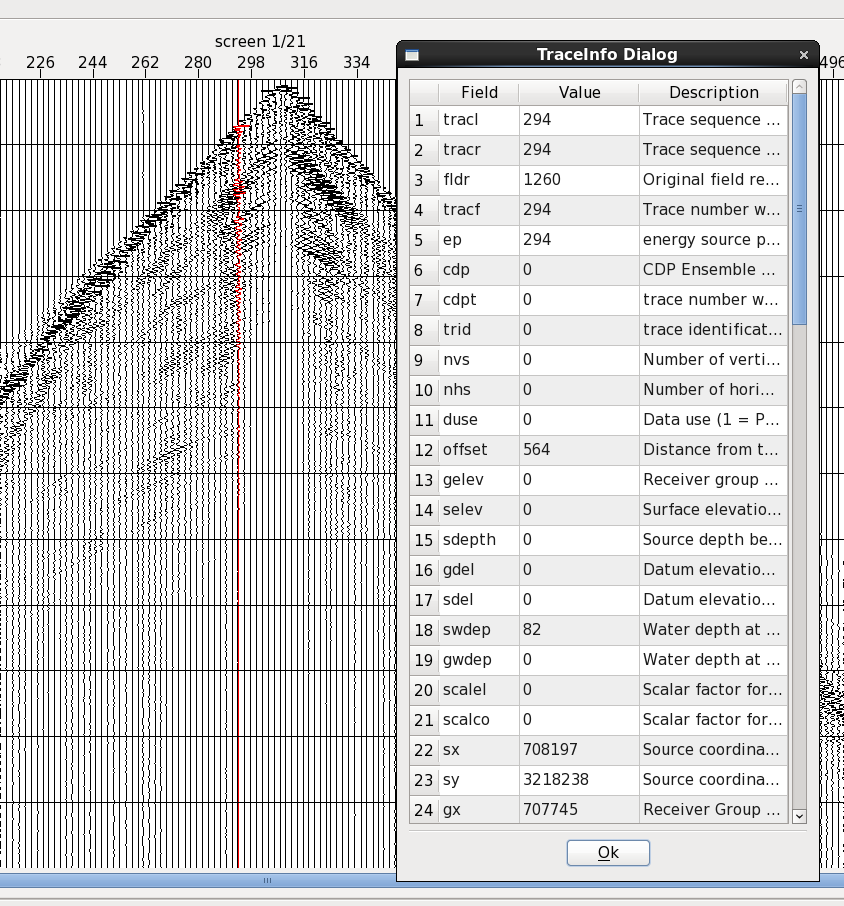 screen 1/21
226 244 262 280 298 316 334
TraceInfo Dialog
Field Value Description
1 tracl 294 Trace sequence ...
2 tracr 294 Trace sequence ...
3 fldr 1260 Original field re...
4 tracf 294 Trace number w...
5 ep 294 energy source p...
6 cdp 0 CDP Ensemble ...
7 cdpt 0 trace number w...
8 trid 0 trace identificat...
9 nvs 0 Number of verti...
10 nhs 0 Number of hori...
11 duse 0 Data use (1 = P...
12 offset 564 Distance from t...
13 gelev 0 Receiver group ...
14 selev 0 Surface elevatio...
15 sdepth 0 Source depth be...
16 gdel 0 Datum elevatio...
17 sdel 0 Datum elevatio...
18 swdep 82 Water depth at ...
19 gwdep 0 Water depth at ...
20 scalel 0 Scalar factor for...
21 scalco 0 Scalar factor for...
22 sx 708197 Source coordina...
23 sy 3218238 Source coordina...
24 gx 707745 Receiver Group ...
Ok